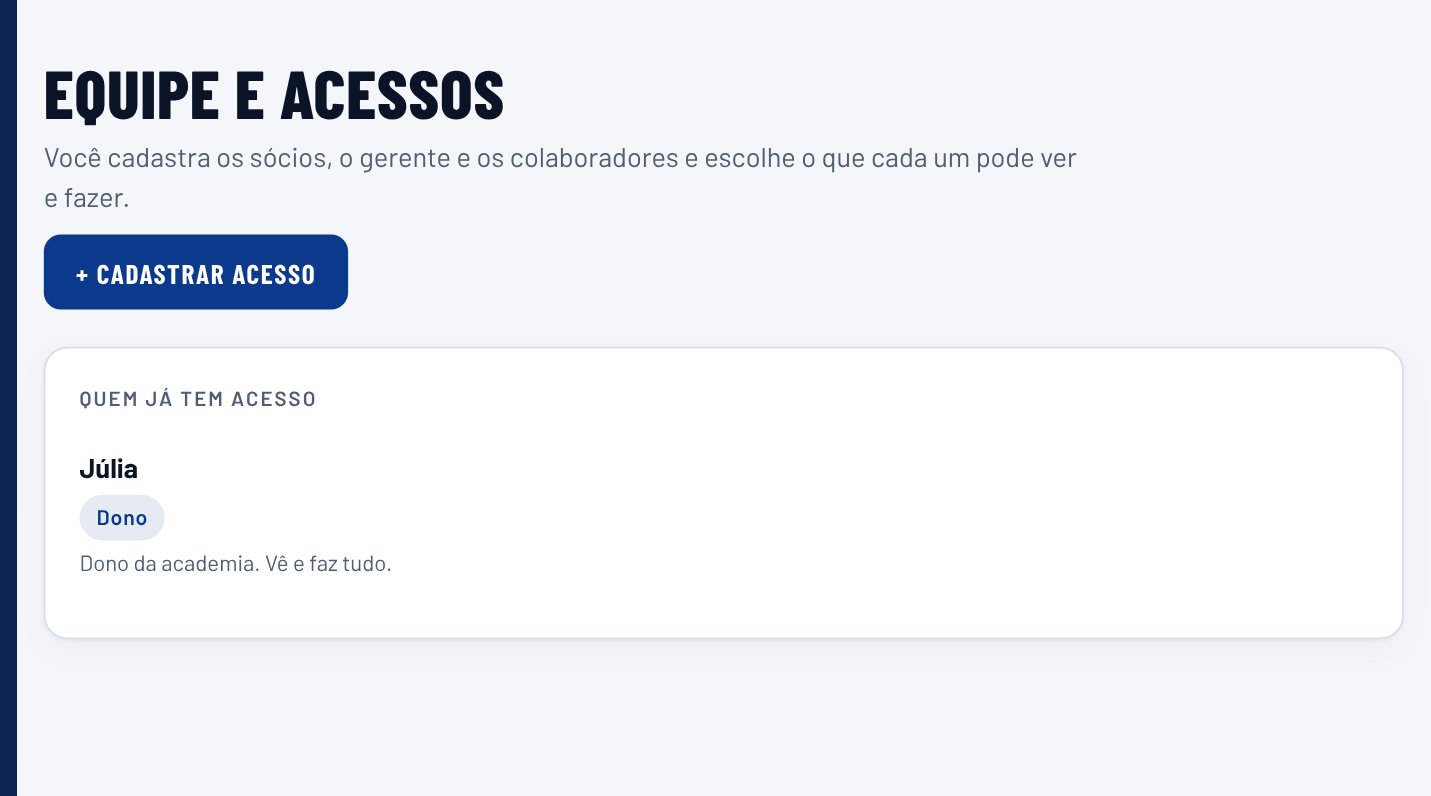 EQUIPE E ACESSOS
Você cadastra os sócios, o gerente e os colaboradores e escolhe o que cada um pode ver
e fazer.
+ CADASTRAR ACESSO
QUEM JÁ TEM ACESSO
Júlia
Dono
Dono da academia. Vê e faz tudo.